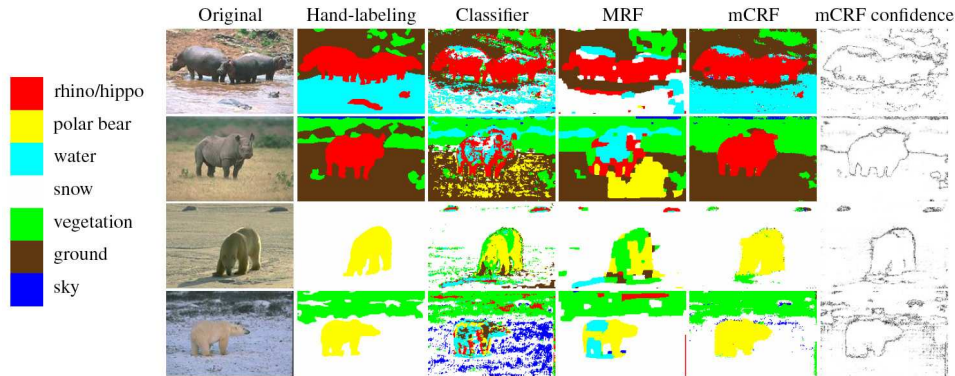 Original Hand-labeling Classifier MRF mCRF mCRF confidence
rhino/hippo
polar bear
water
snow
vegetation
ground
sky